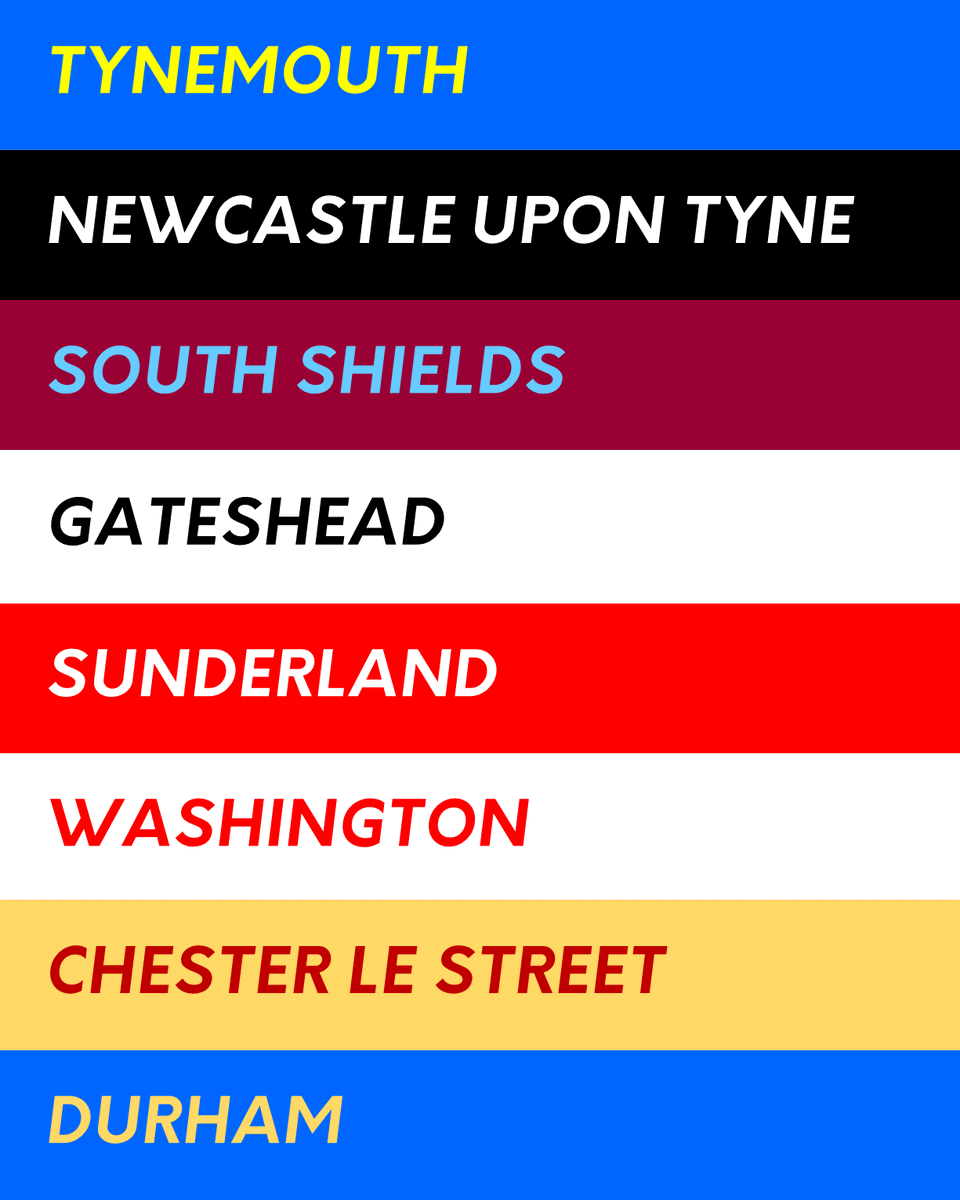 TYNEMOUTH
NEWCASTLE UPON TYNE
SOUTH SHIELDS
GATESHEAD
SUNDERLAND
WASHINGTON
CHESTER LE STREET
DURHAM